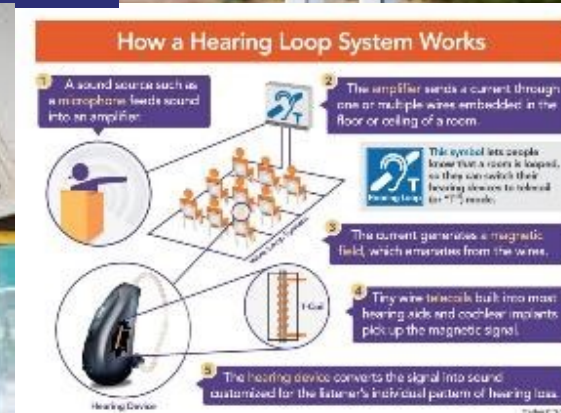 How a Hearing Loop System Works
1 A sound source such as
a microphone feeds sound
into an amplifier.
2 The amplifier sends a current through
one or multiple wires embedded in the
floor or ceiling of a room.
T
This symbol lets people
know that a room is looped,
so they can switch their
hearing devices to telecoil
(or "T") mode.
T
Hearing Loop
Wire Loop System
3 The current generates a magnetic
field, which emanates from the wires.
T-Coil
4 Tiny wire telecoils built into most
hearing aids and cochlear implants
pick up the magnetic signal.
5 The hearing device converts the signal into sound
customized for the listener's individual pattern of hearing loss.
Hearing Device